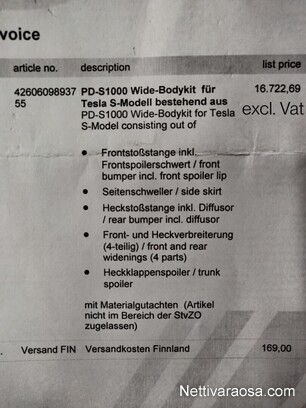 voice
article no. description list price
42606098937 PD-S1000 Wide-Bodykit für 16.722,69
55 Tesla S-Modell bestehend aus excl. Vat
PD-S1000 Wide-Bodykit for Tesla
S-Model consisting out of
• Frontstoßstange inkl.
Frontspoilerschwert / front
bumper incl. front spoiler lip
• Seitenschweller / side skirt
• Heckstoßstange inkl. Diffusor
/ rear bumper incl. diffusor
• Front- und Heckverbreiterung
(4-teilig) / front and rear
widenings (4 parts)
• Heckklappenspoiler / trunk
spoiler
mit Materialgutachten (Artikel
nicht im Bereich der StvZO
zugelassen)
Versand FIN Versandkosten Finnland 169,00
Nettivaraosa.com